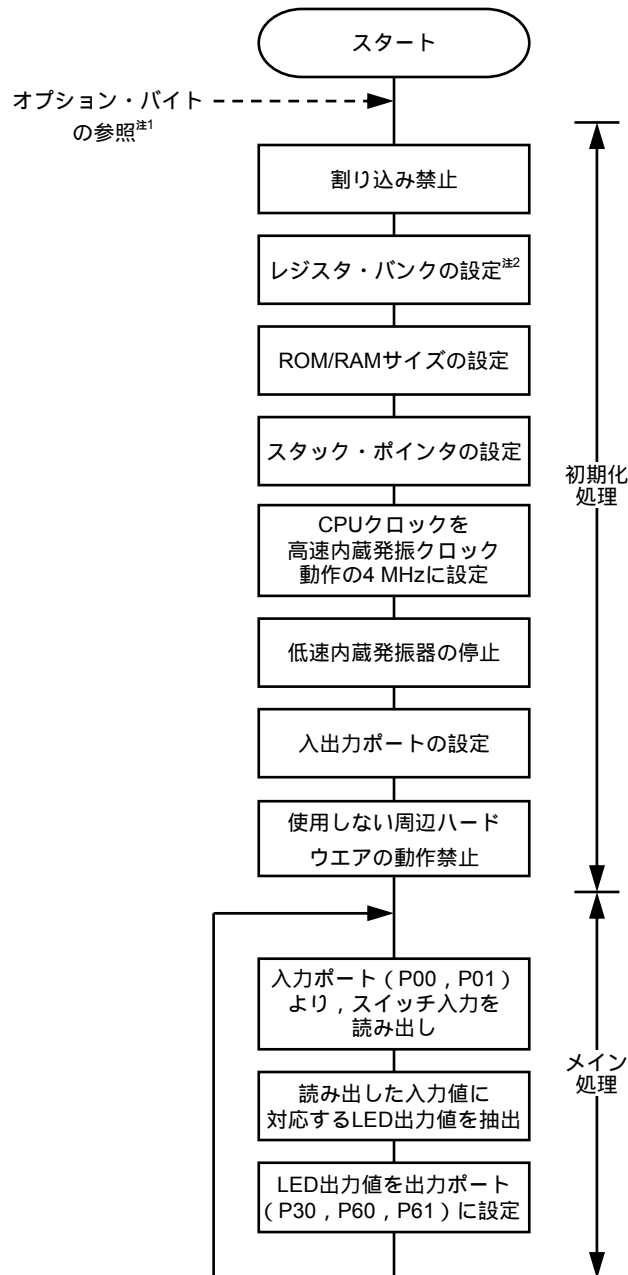 スタート
オプション・バイト
の参照注1
割り込み禁止
レジスタ・バンクの設定注2
ROM/RAMサイズの設定
スタック・ポインタの設定
CPUクロックを
高速内蔵発振クロック
動作の4 MHzに設定
低速内蔵発振器の停止
入出力ポートの設定
使用しない周辺ハード
ウエアの動作禁止
初期化
処理
入力ポート（P00，P01）
より，スイッチ入力を
読み出し
読み出した入力値に
対応するLED出力値を抽出
LED出力値を出力ポート
（P30，P60，P61）に設定
メイン
処理